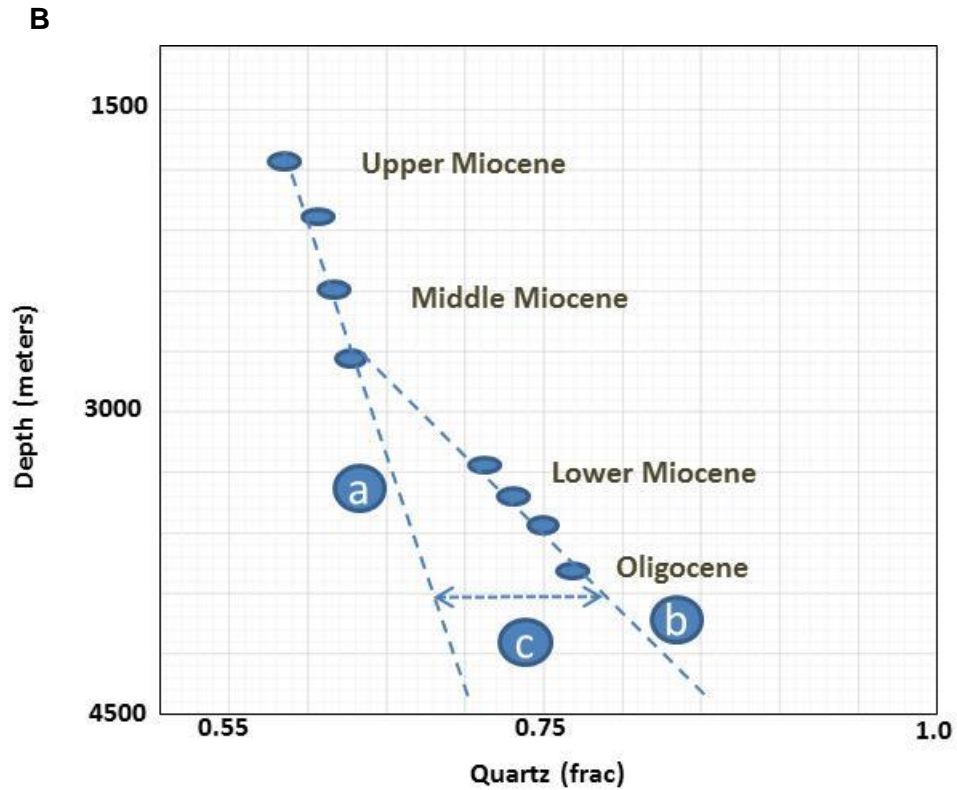 B
1500
Upper Miocene
Middle Miocene
3000
Depth (meters)
Lower Miocene
a
Oligocene
b
c
4500
0.55 0.75 1.0
Quartz (frac)